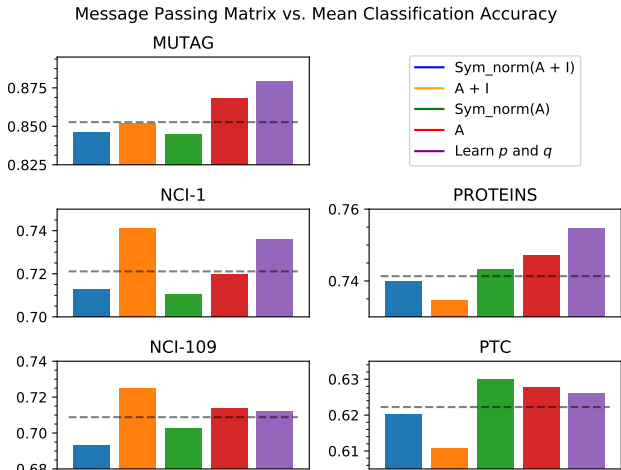 Message Passing Matrix vs. Mean Classification Accuracy
MUTAG
0.875
0.850
0.825
Sym_norm(A + I)
A + I
Sym_norm(A)
A
Learn p and q
NCI-1
0.74
0.72
0.70
PROTEINS
0.76
0.74
NCI-109
0.74
0.72
0.70
0.68
PTC
0.63
0.62
0.61